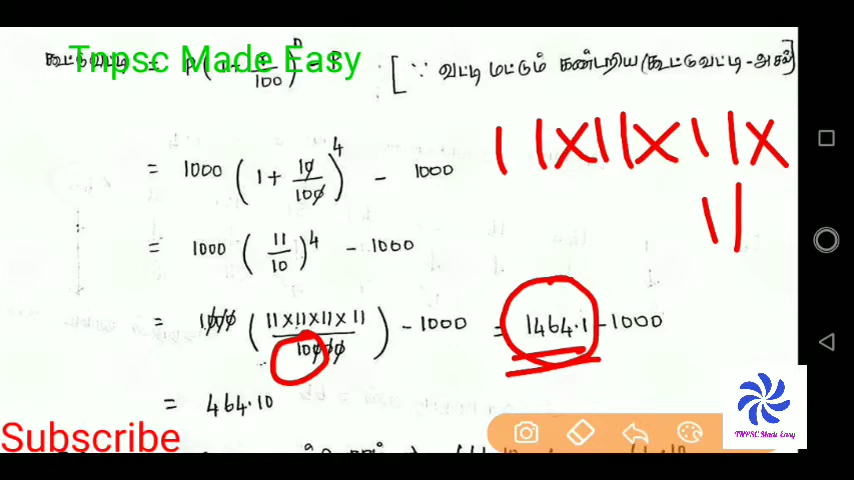 Tnpsc Made Easy
கூட்டுவட்டி = P( 100 )ⁿ - P [∵ வட்டி மட்டும் கண்டறிய (கூட்டுவட்டி - அசல்]
= 1000 (1 + 10/100)⁴ - 1000
11×11×11×
11
= 1000 (11/10)⁴ - 1000
= 1000 (11×11×11×11/10000) - 1000 = 1464.1 - 1000
= 464.10
Subscribe
TNPSC Made Easy